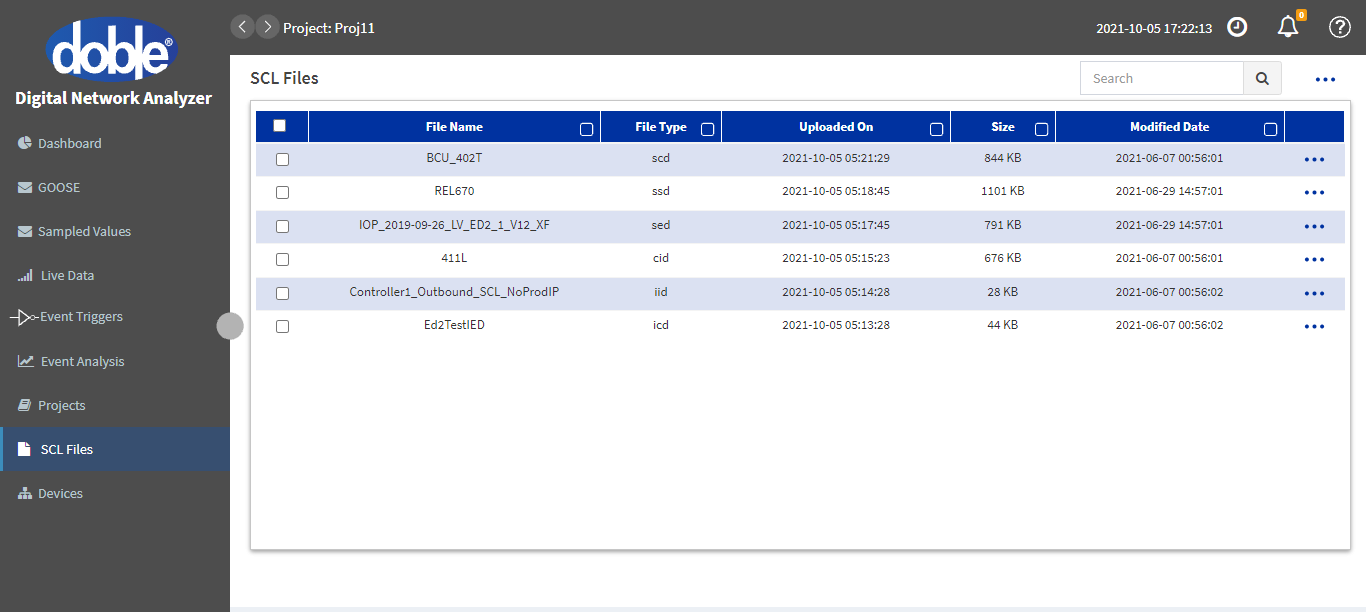 doble®
Digital Network Analyzer
Dashboard
GOOSE
Sampled Values
Live Data
Event Triggers
Event Analysis
Projects
SCL Files
Devices
Project: Proj11
2021-10-05 17:22:13
0
SCL Files
Search
File Name File Type Uploaded On Size Modified Date
BCU_402T scd 2021-10-05 05:21:29 844 KB 2021-06-07 00:56:01
REL670 ssd 2021-10-05 05:18:45 1101 KB 2021-06-29 14:57:01
IOP_2019-09-26_LV_ED2_1_V12_XF sed 2021-10-05 05:17:45 791 KB 2021-06-29 14:57:01
411L cid 2021-10-05 05:15:23 676 KB 2021-06-07 00:56:01
Controller1_Outbound_SCL_NoProdIP iid 2021-10-05 05:14:28 28 KB 2021-06-07 00:56:02
Ed2TestIED icd 2021-10-05 05:13:28 44 KB 2021-06-07 00:56:02